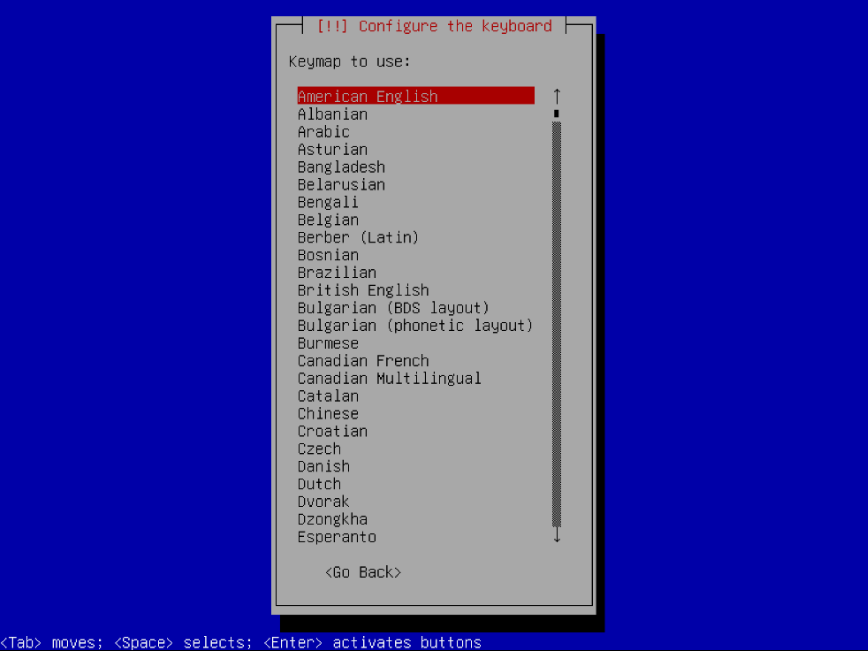 [!!] Configure the keyboard
Keymap to use:
American English
Albanian
Arabic
Asturian
Bangladesh
Belarusian
Bengali
Belgian
Berber (Latin)
Bosnian
Brazilian
British English
Bulgarian (BDS layout)
Bulgarian (phonetic layout)
Burmese
Canadian French
Canadian Multilingual
Catalan
Chinese
Croatian
Czech
Danish
Dutch
Dvorak
Dzongkha
Esperanto
<Go Back>
<Tab> moves; <Space> selects; <Enter> activates buttons